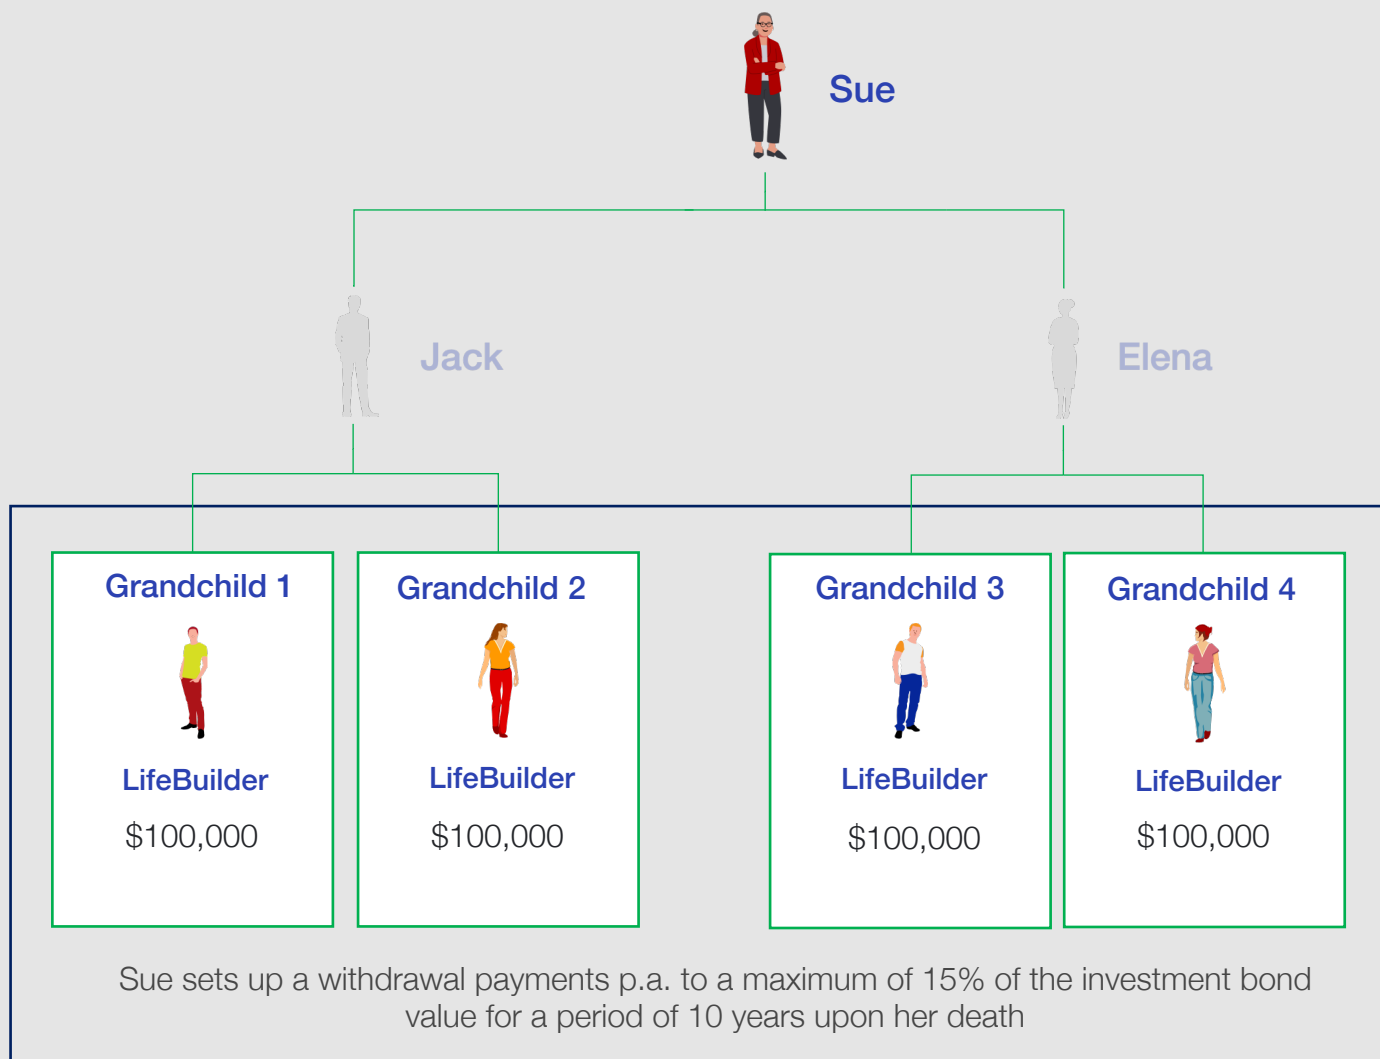 Sue
Jack
Elena
Grandchild 1
Grandchild 2
Grandchild 3
Grandchild 4
LifeBuilder
LifeBuilder
LifeBuilder
LifeBuilder
$100,000
$100,000
$100,000
$100,000
Sue sets up a withdrawal payments p.a. to a maximum of 15% of the investment bond
value for a period of 10 years upon her death